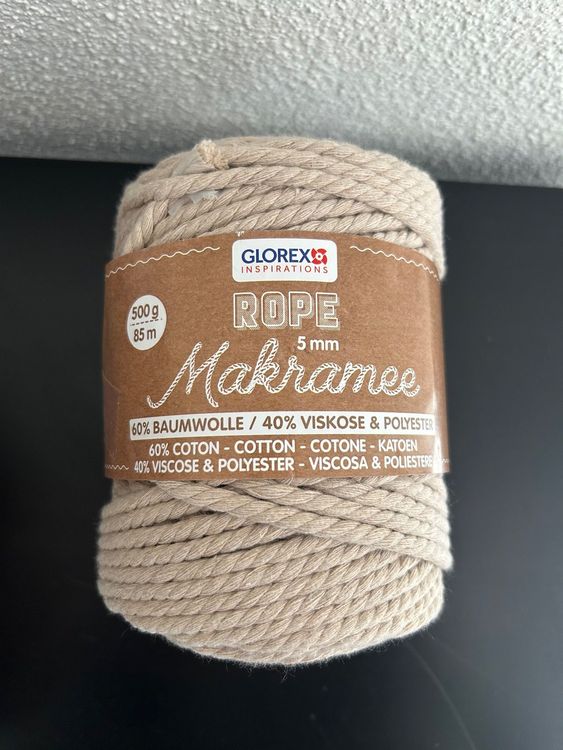 GLOREX
INSPIRATIONS
500 g
85 m
ROPE
5 mm
Makramee
60% BAUMWOLLE / 40% VISKOSE & POLYESTER
60% COTON - COTTON - COTONE - KATOEN
40% VISCOSE & POLYESTER - VISCOSA & POLIESTERE